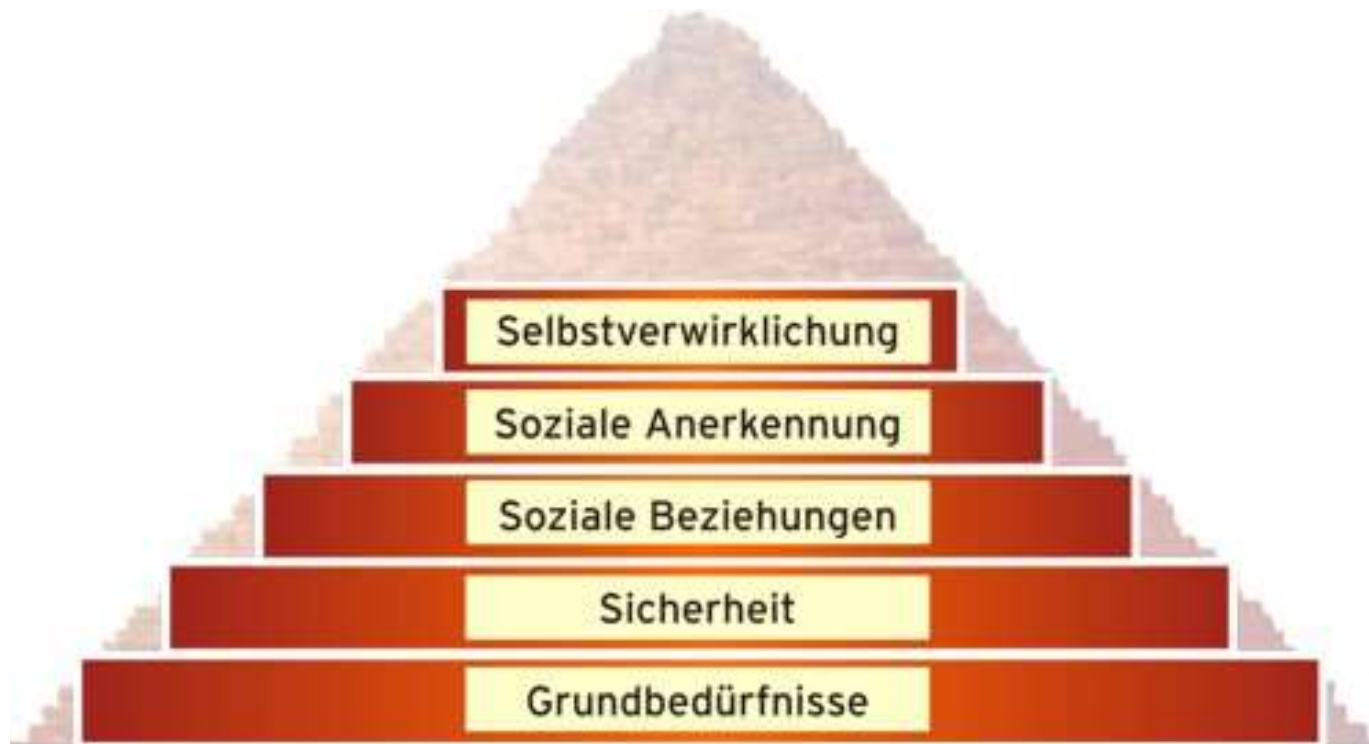 Selbstverwirklichung
Soziale Anerkennung
Soziale Beziehungen
Sicherheit
Grundbedürfnisse